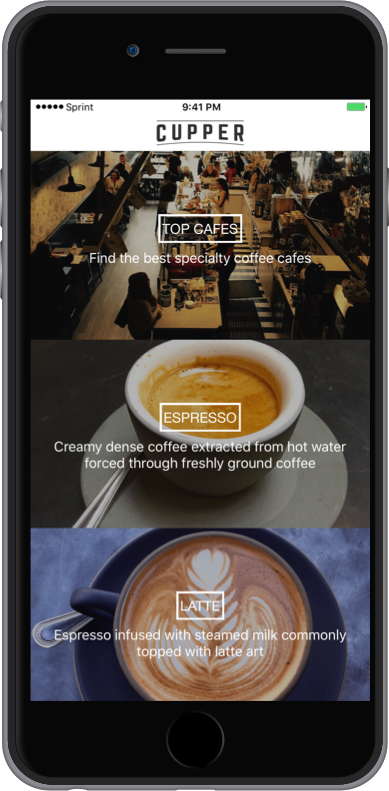 Sprint 9:41 PM
CUPPER
TOP CAFES
Find the best specialty coffee cafes
ESPRESSO
Creamy dense coffee extracted from hot water
forced through freshly ground coffee
LATTE
Espresso infused with steamed milk commonly
topped with latte art